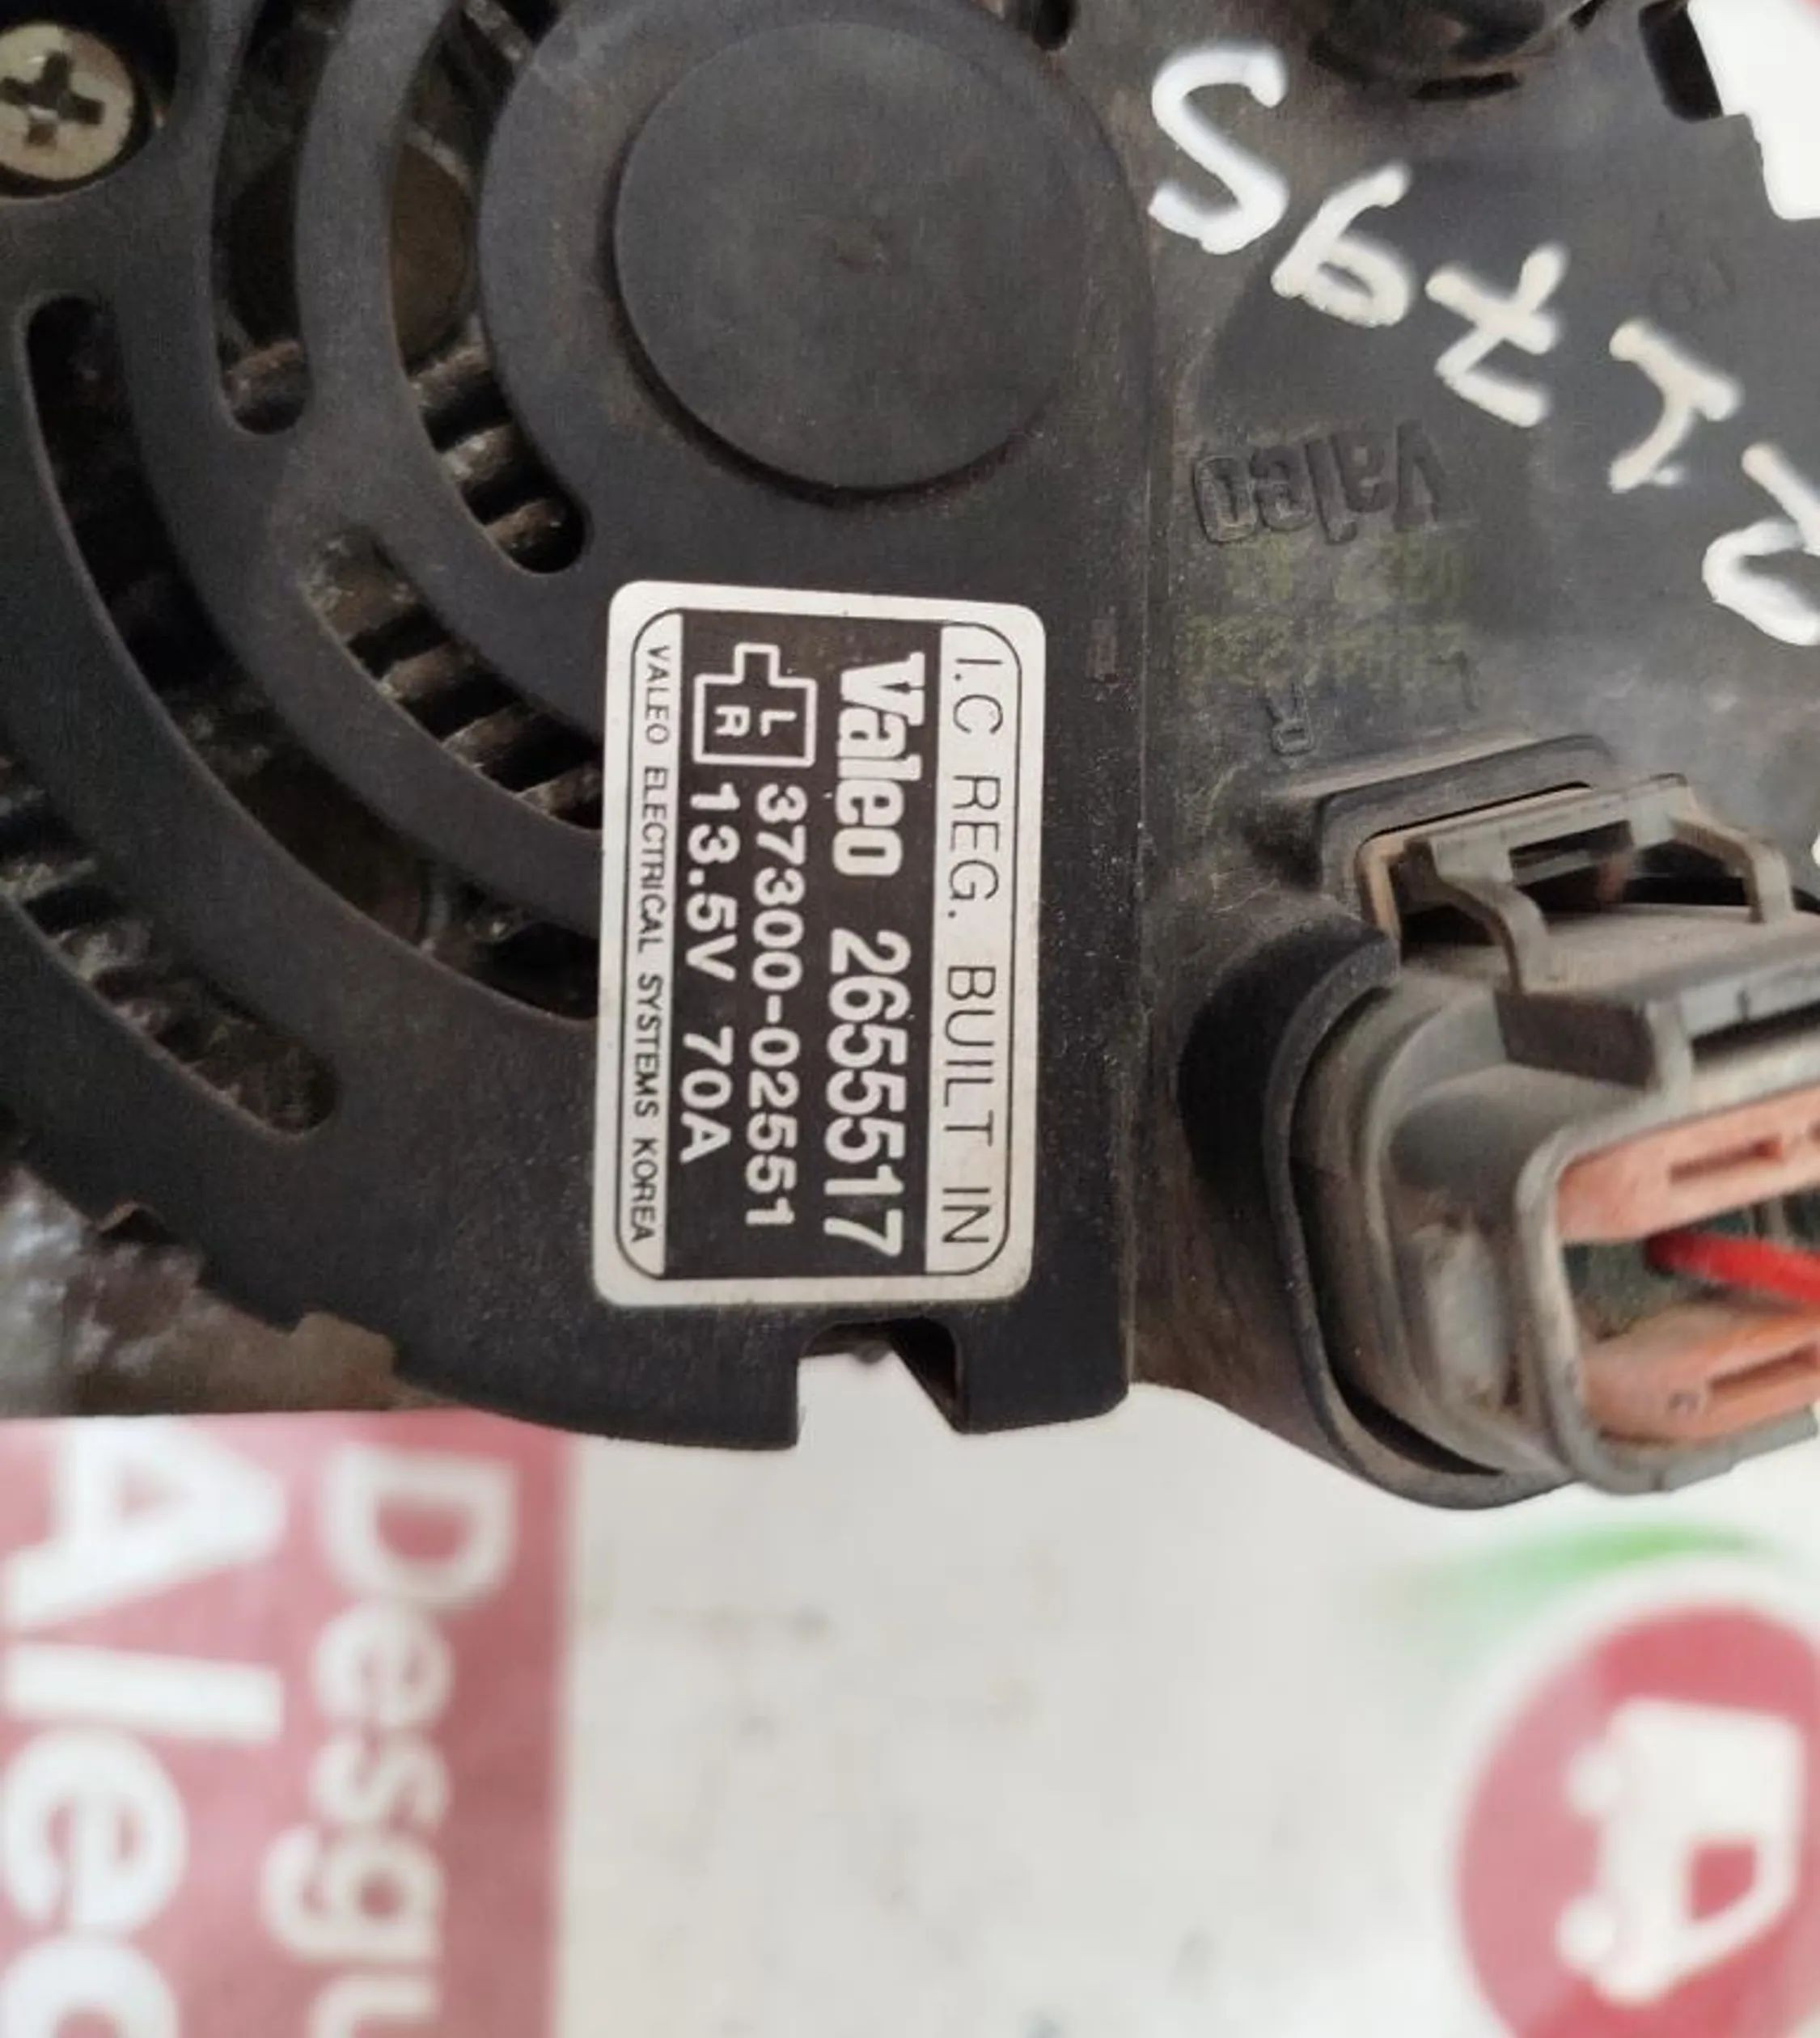 I.C REG. BUILT IN
Valeo 2655517
L 37300-02551
R 13.5V 70A
VALEO ELECTRICAL SYSTEMS KOREA
Valeo
L
R